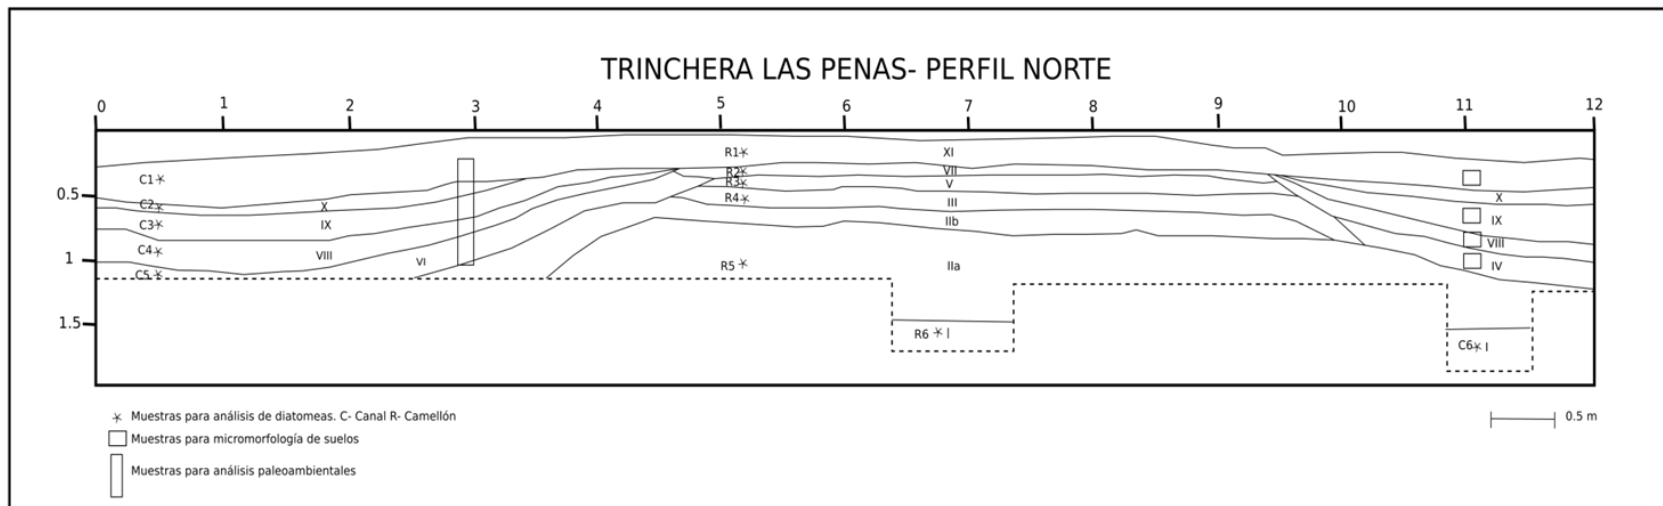 TRINCHERA LAS PENAS- PERFIL NORTE
0 1 2 3 4 5 6 7 8 9 10 11 12
R1 XI
C1 R2 VII
R3 V
0.5 C2 X R4 III X
C3 IX IIb IX
C4 VIII VIII
1 VI R5 IIa IV
C5
1.5 R6 I
C6 I
Muestras para análisis de diatomeas. C- Canal R- Camellón
0.5 m
Muestras para micromorfología de suelos
Muestras para análisis paleoambientales